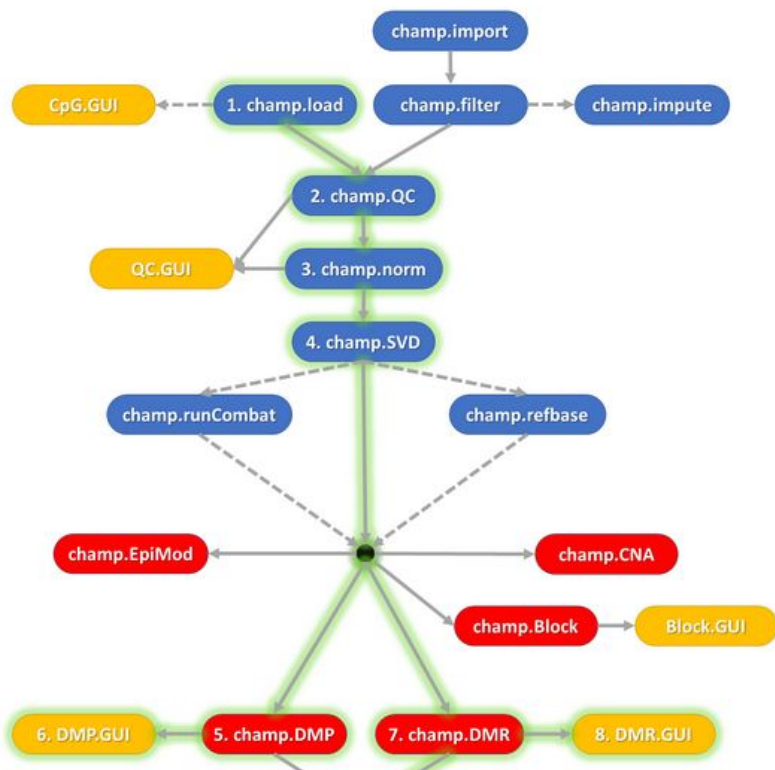 champ.import
CpG.GUI
1. champ.load
champ.filter
champ.impute
2. champ.QC
QC.GUI
3. champ.norm
4. champ.SVD
champ.runCombat
champ.refbase
champ.EpiMod
champ.CNA
champ.Block
Block.GUI
6. DMP.GUI
5. champ.DMP
7. champ.DMR
8. DMR.GUI